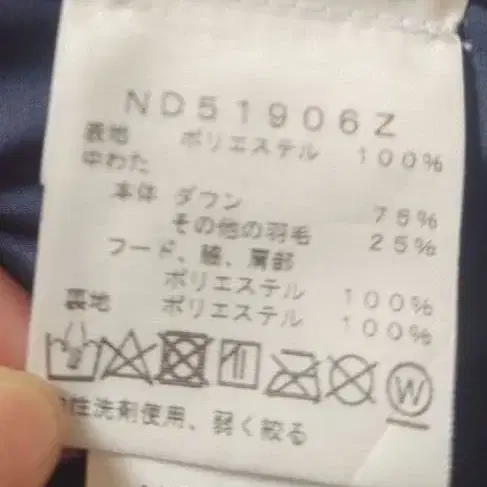 ND51906Z
表地 ポリエステル 100%
中わた
本体 ダウン 75%
その他の羽毛 25%
フード、脇、肩部
ポリエステル 100%
裏地 ポリエステル 100%
W
性洗剤使用、弱く絞る